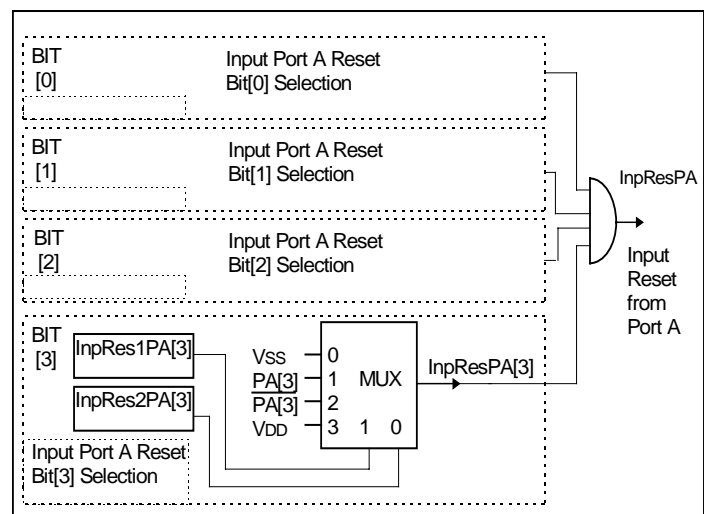 BIT
[0]
Input Port A Reset
Bit[0] Selection
BIT
[1]
Input Port A Reset
Bit[1] Selection
BIT
[2]
Input Port A Reset
Bit[2] Selection
InpResPA
Input
Reset
from
Port A
BIT
[3]
InpRes1PA[3]
InpRes2PA[3]
VSS 0
PA[3] 1 MUX
PA[3] 2
VDD 3 1 0
InpResPA[3]
Input Port A Reset
Bit[3] Selection